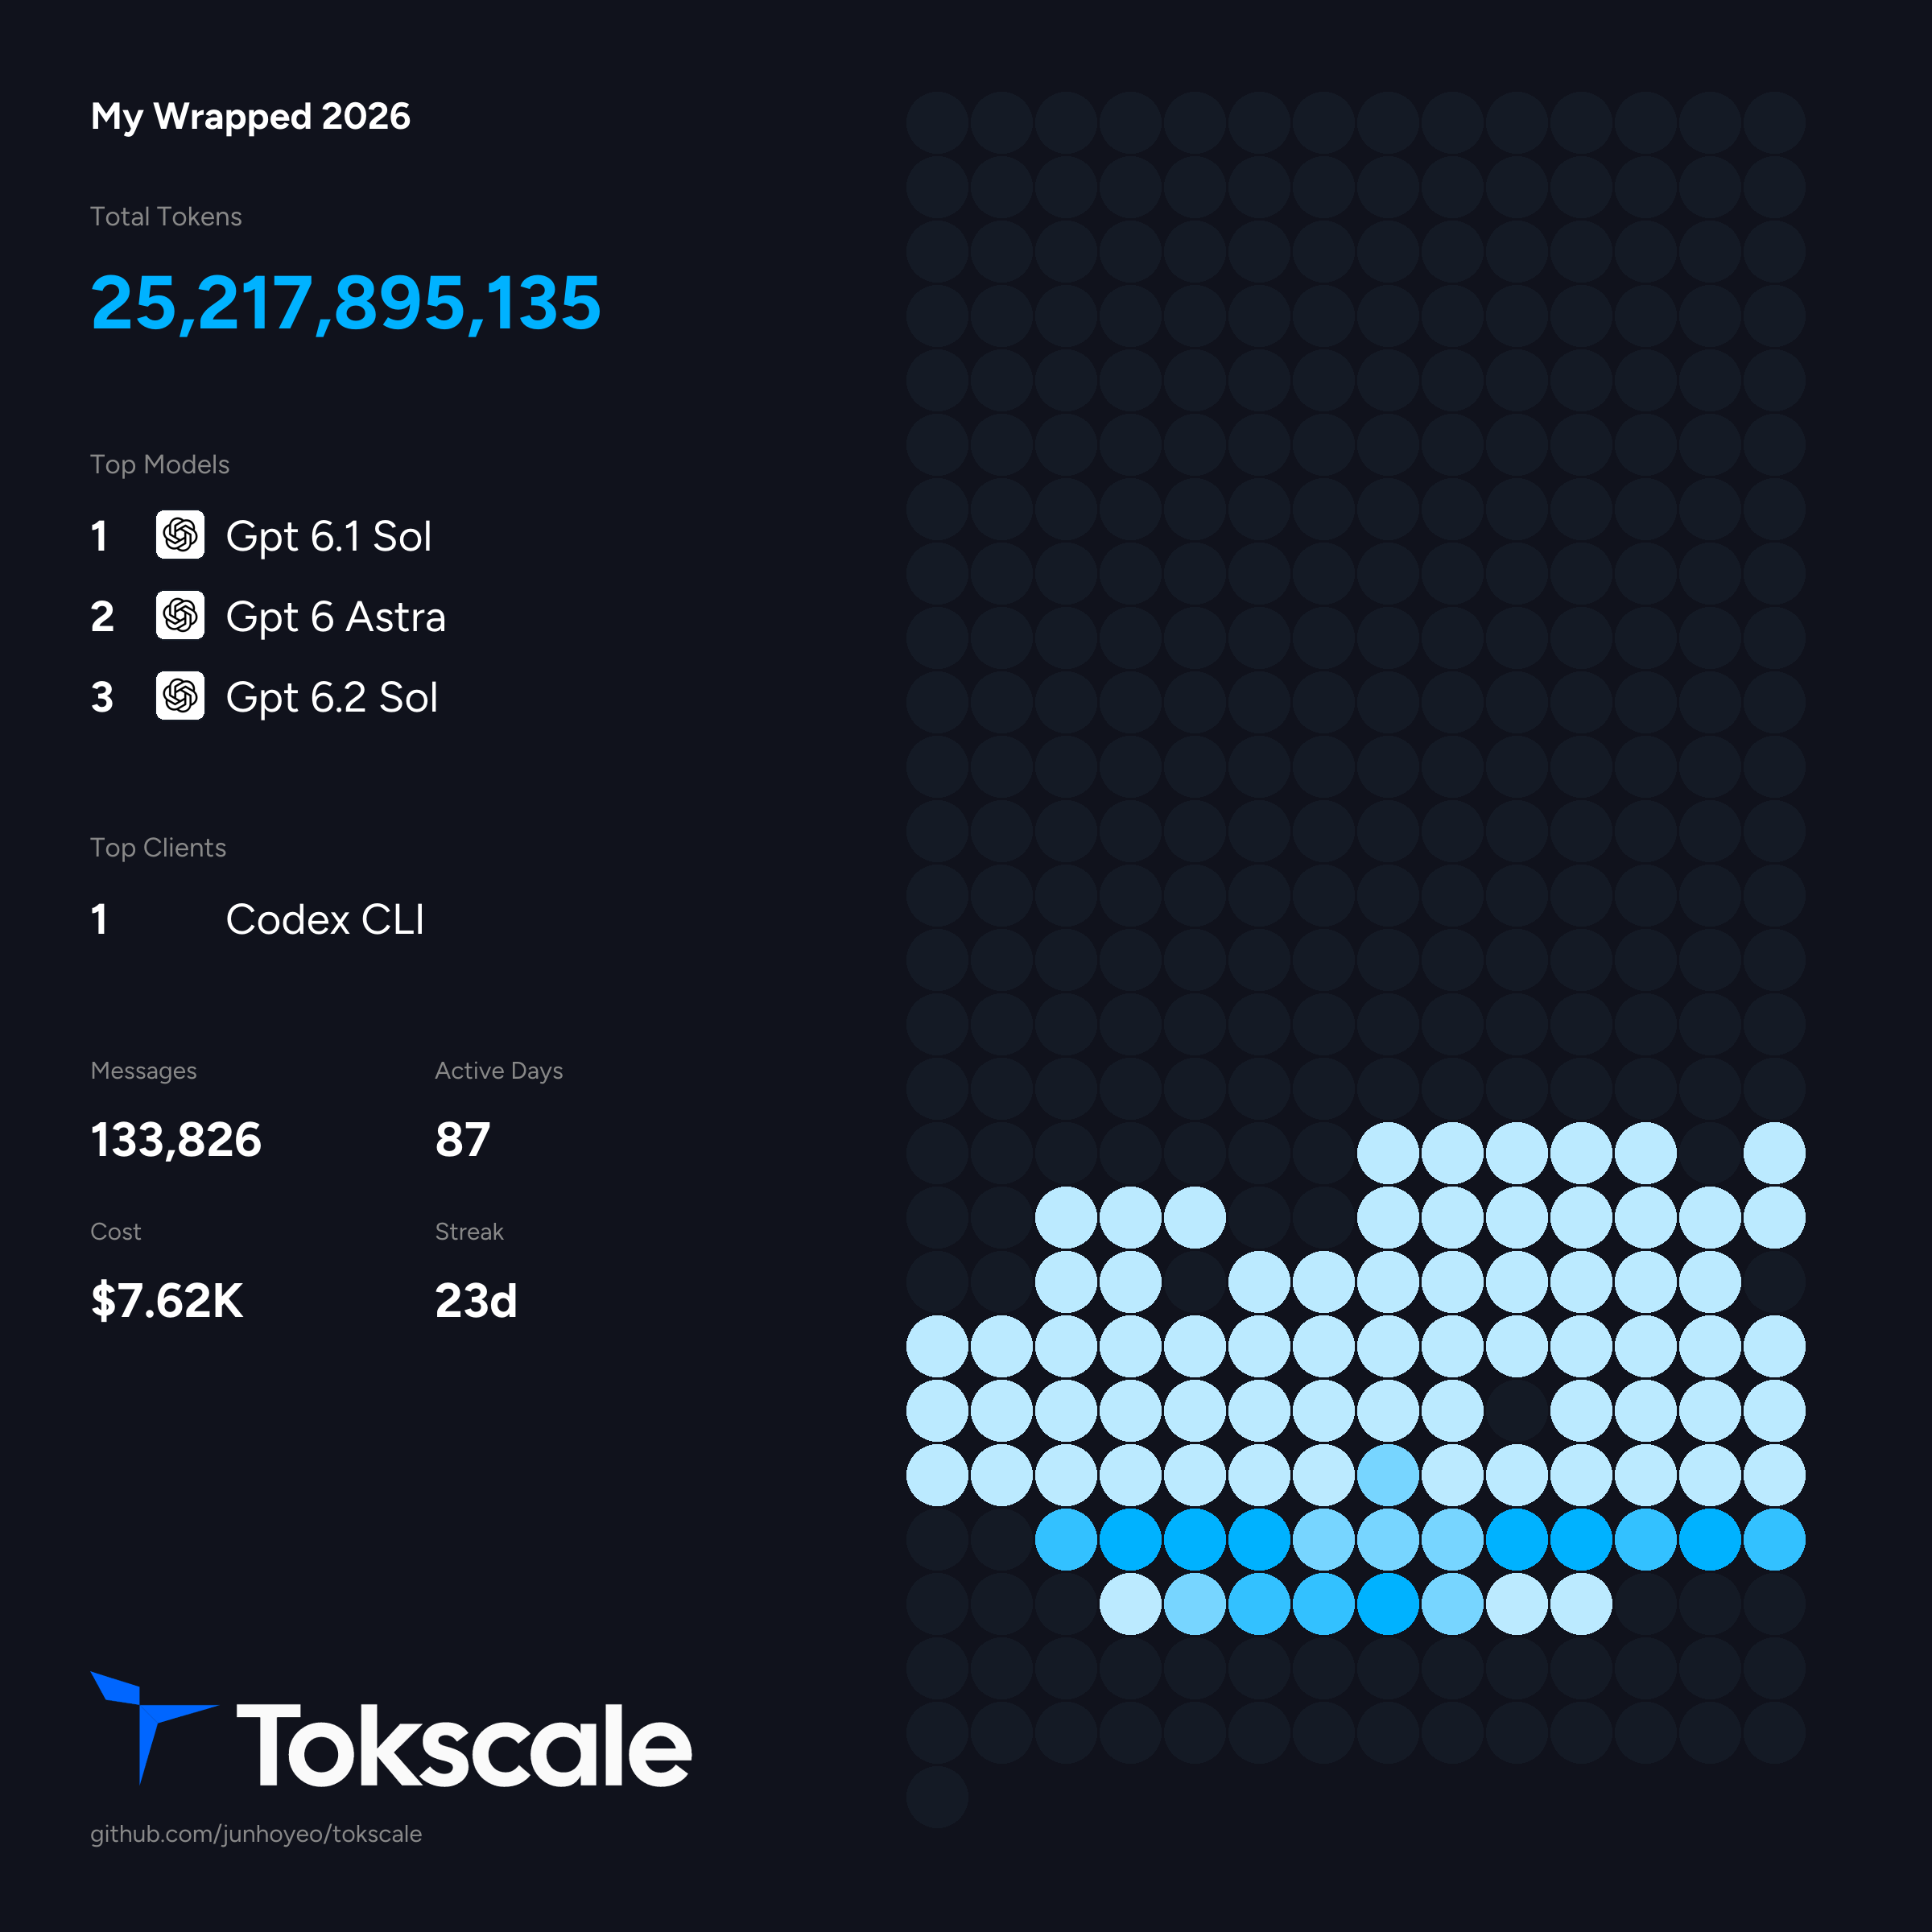 My Wrapped 2026
Total Tokens
25,217,895,135
Top Models
1 Gpt 6.1 Sol
2 Gpt 6 Astra
3 Gpt 6.2 Sol
Top Clients
1 Codex CLI
Messages Active Days
133,826 87
Cost Streak
$7.62K 23d
Tokscale
github.com/junhoyeo/tokscale